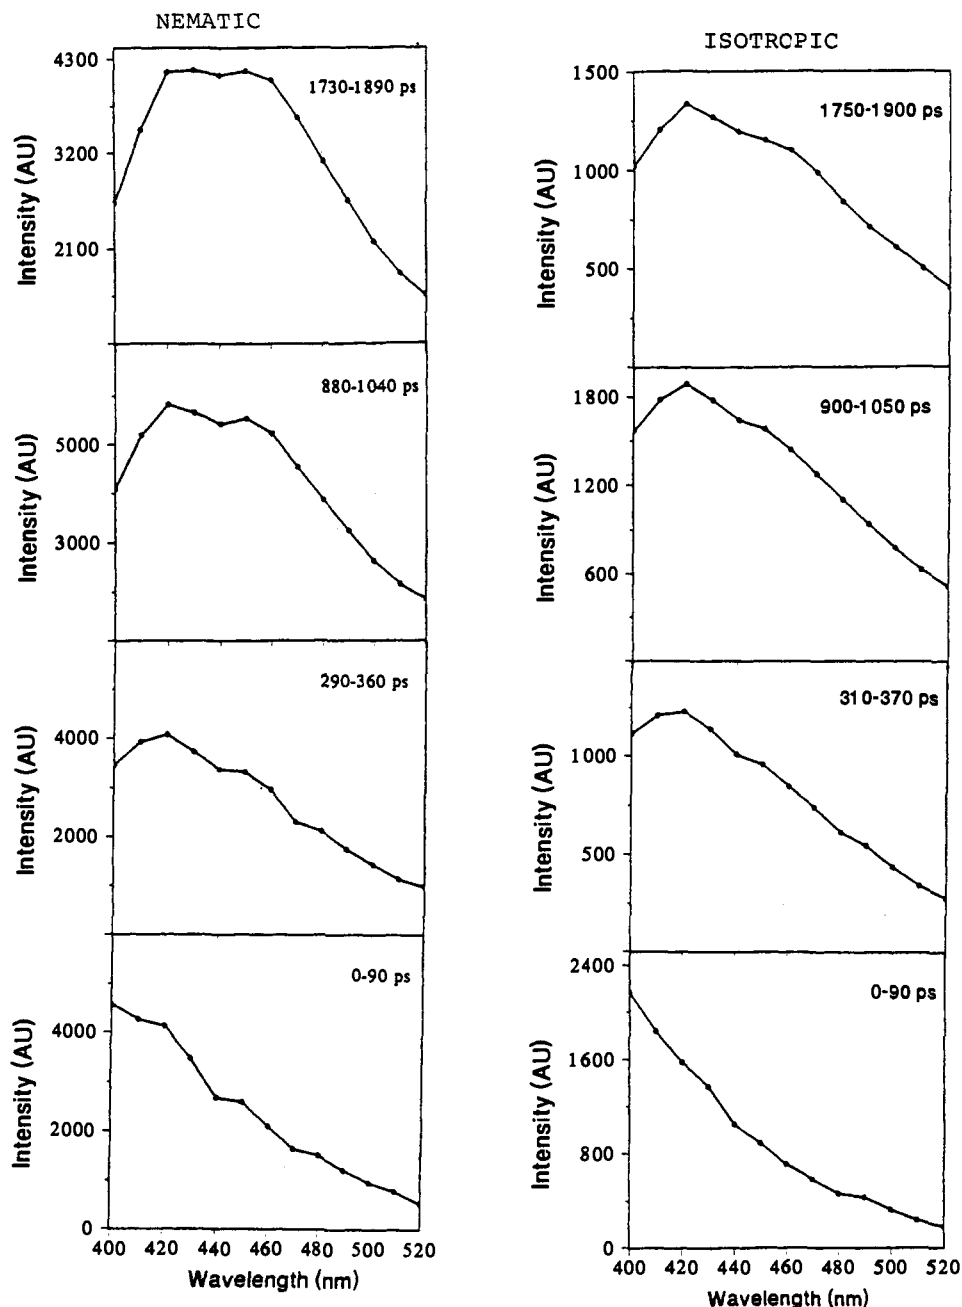 NEMATIC
4300
3200
2100
Intensity (AU)
1730-1890 ps
5000
3000
Intensity (AU)
880-1040 ps
4000
2000
Intensity (AU)
290-360 ps
4000
2000
0
Intensity (AU)
0-90 ps
400 420 440 460 480 500 520
Wavelength (nm)
ISOTROPIC
1500
1000
500
Intensity (AU)
1750-1900 ps
1800
1200
600
Intensity (AU)
900-1050 ps
1000
500
Intensity (AU)
310-370 ps
2400
1600
800
0
Intensity (AU)
0-90 ps
400 420 440 460 480 500 520
Wavelength (nm)